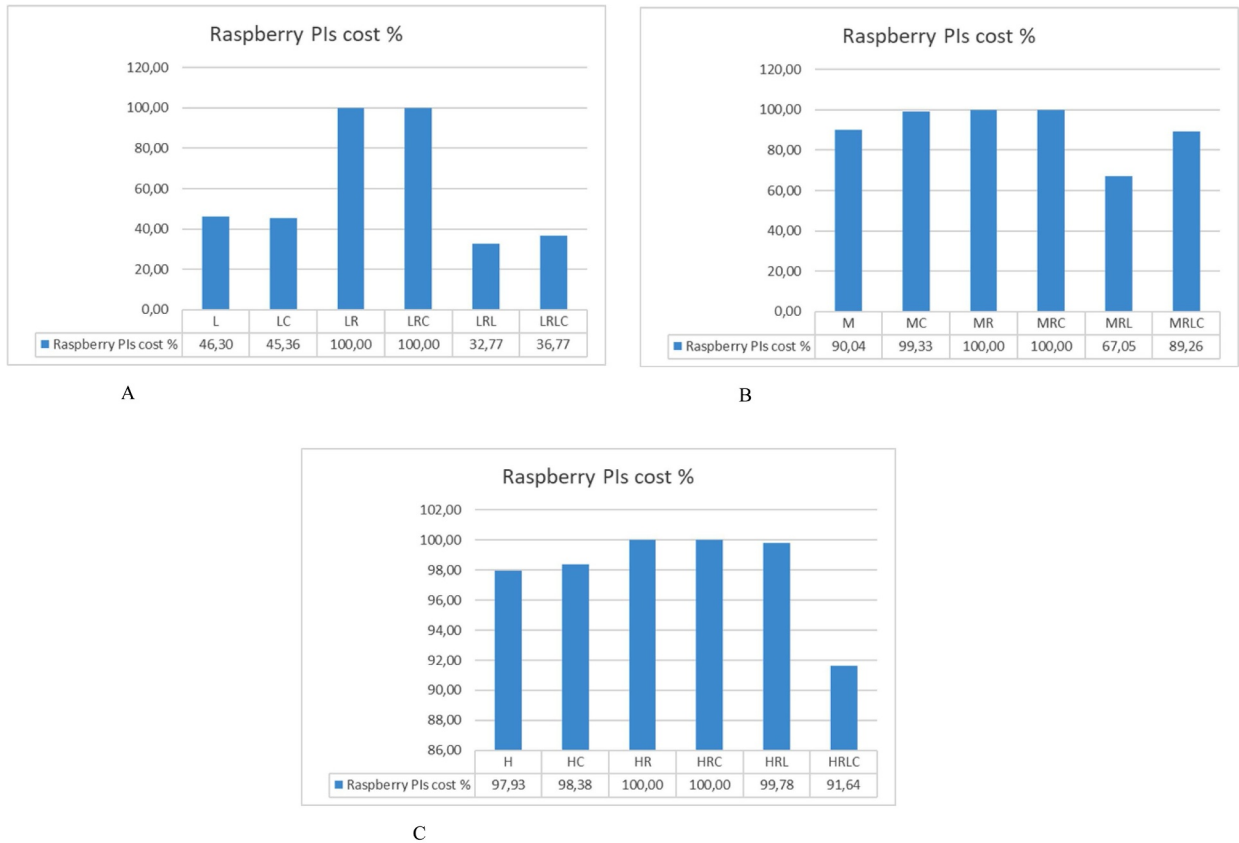 Raspberry PIs cost %
120,00
100,00
80,00
60,00
40,00
20,00
0,00
L LC LR LRC LRL LRLC
Raspberry PIs cost % 46,30 45,36 100,00 100,00 32,77 36,77
A
Raspberry PIs cost %
120,00
100,00
80,00
60,00
40,00
20,00
0,00
M MC MR MRC MRL MRLC
Raspberry PIs cost % 90,04 99,33 100,00 100,00 67,05 89,26
B
Raspberry PIs cost %
102,00
100,00
98,00
96,00
94,00
92,00
90,00
88,00
86,00
H HC HR HRC HRL HRLC
Raspberry PIs cost % 97,93 98,38 100,00 100,00 99,78 91,64
C